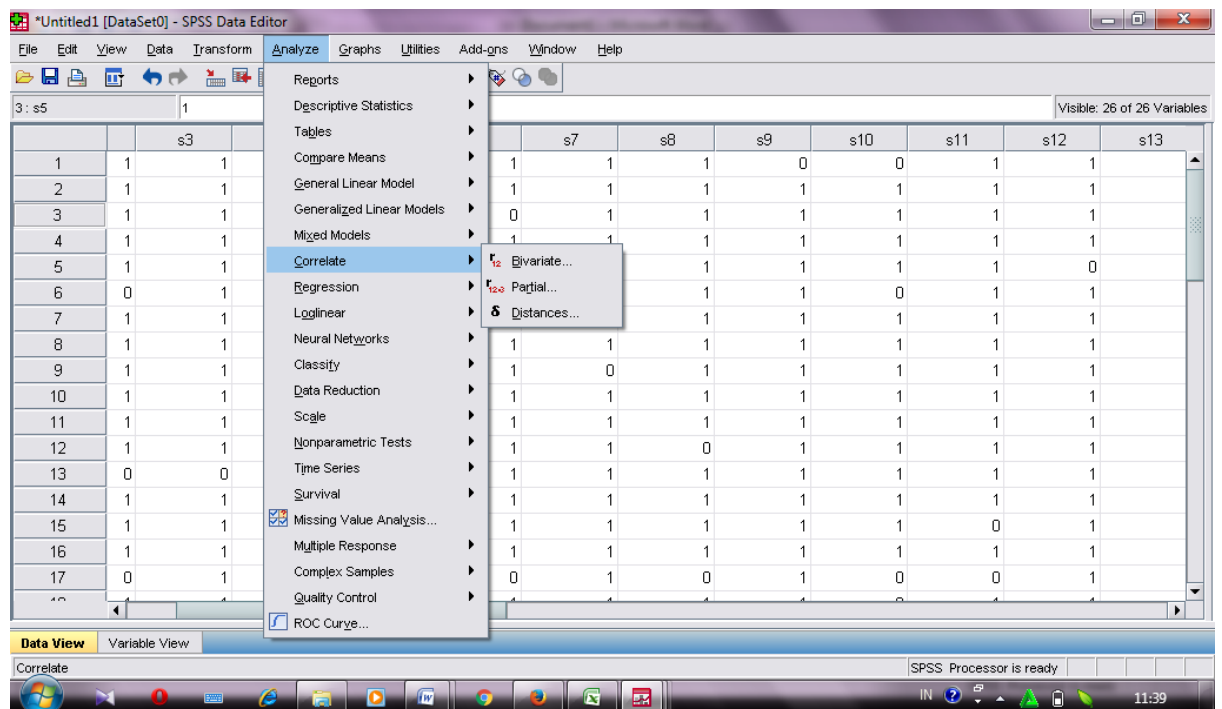 *Untitled1 [DataSet0] - SPSS Data Editor
File Edit View Data Transform Analyze Graphs Utilities Add-ons Window Help
3 : s5 1 Visible: 26 of 26 Variables
s3 s7 s8 s9 s10 s11 s12 s13
1 1 1 1 1 1 0 0 1 1
2 1 1 1 1 1 1 1 1 1
3 1 1 0 1 1 1 1 1 1
4 1 1 1 1 1 1 1 1 1
5 1 1 1 1 1 1 0
6 0 1 1 1 0 1 1
7 1 1 1 1 1 1 1
8 1 1 1 1 1 1 1 1 1
9 1 1 1 0 1 1 1 1 1
10 1 1 1 1 1 1 1 1 1
11 1 1 1 1 1 1 1 1 1
12 1 1 1 1 0 1 1 1 1
13 0 0 1 1 1 1 1 1 1
14 1 1 1 1 1 1 1 1 1
15 1 1 1 1 1 1 1 0 1
16 1 1 1 1 1 1 1 1 1
17 0 1 0 1 0 1 0 0 1
Reports
Descriptive Statistics
Tables
Compare Means
General Linear Model
Generalized Linear Models
Mixed Models
Correlate
Regression
Loglinear
Neural Networks
Classify
Data Reduction
Scale
Nonparametric Tests
Time Series
Survival
Missing Value Analysis...
Multiple Response
Complex Samples
Quality Control
ROC Curve...
r12 Bivariate...
r12·3 Partial...
δ Distances...
Data View Variable View
Correlate SPSS Processor is ready
IN 11:39